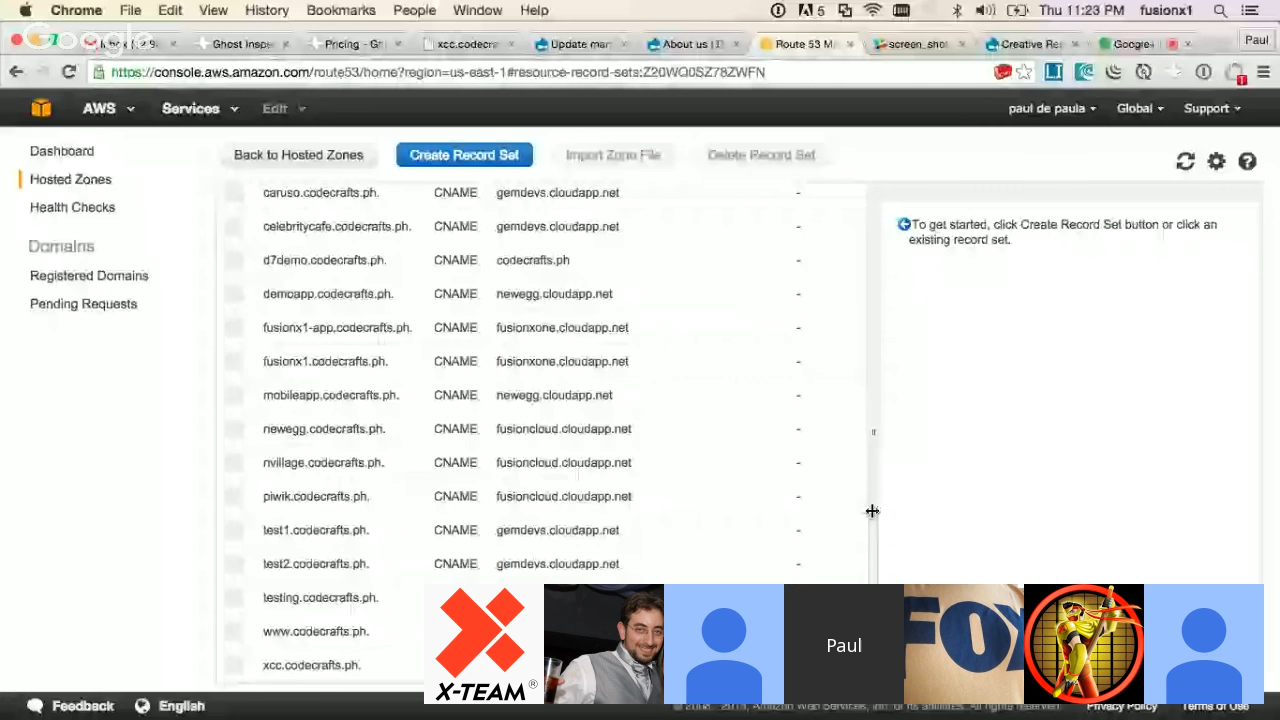 Chrome File Edit View History Bookmarks Window Help 5 Thu 11:23 PM fusionx1
Ghost Inspe Pricing - C xcc.codecra Update man About us | D Route 53 M screen_shot Creative Com Paul
https://console.aws.amazon.com/route53/home?region=us-east-1#resource-record-sets:Z20WQ0SZ78ZWFN
AWS Services Edit paul de paula Global Support
Dashboard
Hosted Zones
Health Checks
Domains
Registered Domains
Pending Requests
Back to Hosted Zones Create Record Set Import Zone File Delete Record Set
caruso.codecrafts.ph. CNAME gemdevs.cloudapp.net -
celebritycafe.codecrafts.ph. CNAME gemdevs.cloudapp.net -
d7demo.codecrafts.ph. CNAME codecrafts.ph -
demoapp.codecrafts.ph. CNAME newegg.cloudapp.net -
fusionx1-app.codecrafts.ph. CNAME fusionxone.cloudapp.net -
fusionx1.codecrafts.ph. CNAME fusionxone.cloudapp.net -
mobileapp.codecrafts.ph. CNAME newegg.cloudapp.net -
newegg.codecrafts.ph. CNAME fusioncloud.cloudapp.net -
nvillage.codecrafts.ph. CNAME fusioncloud.cloudapp.net -
piwik.codecrafts.ph. CNAME fusioncloud.cloudapp.net -
test1.codecrafts.ph. CNAME gemdevs.cloudapp.net -
test2.codecrafts.ph. CNAME gemdevs.cloudapp.net -
testing.codecrafts.ph.
www.codecrafts.ph.
xcc.codecrafts.ph.
To get started, click Create Record Set button or click an
existing record set.
X-TEAM®
Paul
FOX
Feedback English Privacy Policy Terms of Use